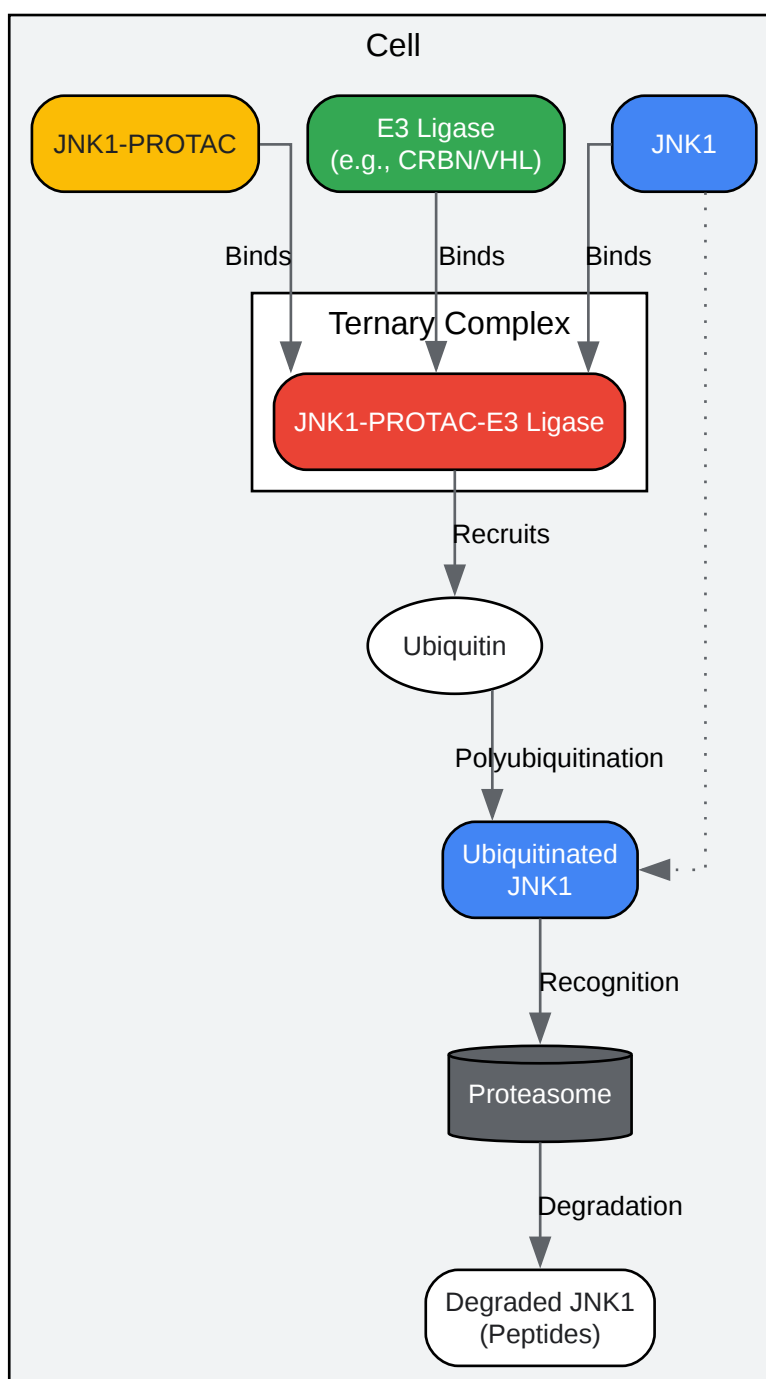 Cell
JNK1-PROTAC
E3 Ligase
(e.g., CRBN/VHL)
JNK1
Binds
Binds
Binds
Ternary Complex
JNK1-PROTAC-E3 Ligase
Recruits
Ubiquitin
Polyubiquitination
Ubiquitinated
JNK1
Recognition
Proteasome
Degradation
Degraded JNK1
(Peptides)